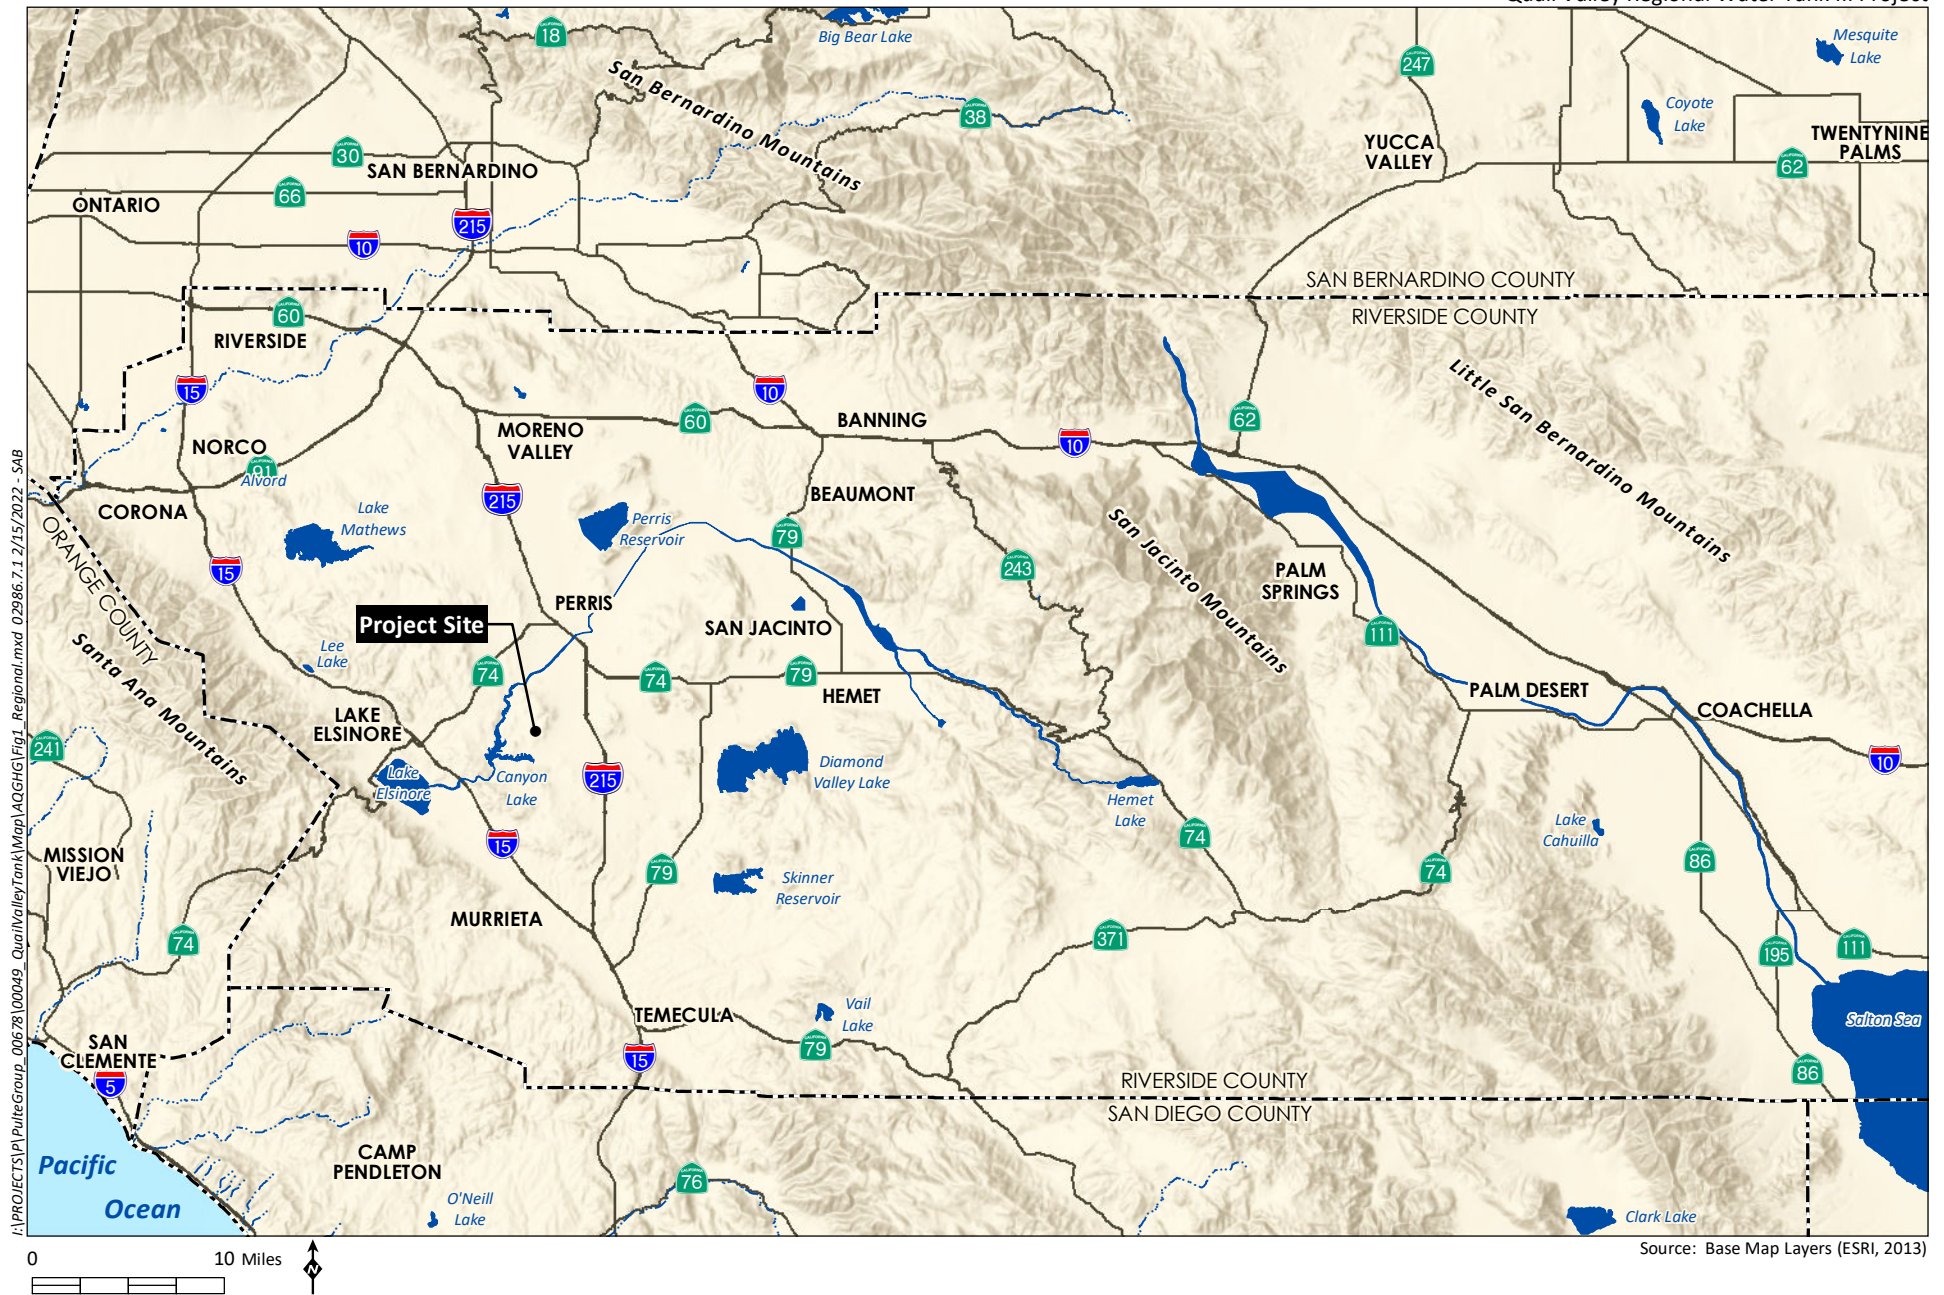 Quail Valley Regional Water Tank III Project
18
Big Bear Lake
Mesquite
Lake
247
San Bernardino Mountains
38
Coyote
Lake
YUCCA
VALLEY
TWENTYNINE
PALMS
62
30
SAN BERNARDINO
66
ONTARIO
215
10
SAN BERNARDINO COUNTY
RIVERSIDE COUNTY
60
RIVERSIDE
15
10
62
Little San Bernardino Mountains
60
BANNING
MORENO
VALLEY
10
NORCO
91
Alvord
BEAUMONT
215
CORONA
Lake
Mathews
Perris
Reservoir
79
243
San Jacinto Mountains
ORANGE COUNTY
15
PALM
SPRINGS
PERRIS
Project Site
SAN JACINTO
111
Santa Ana Mountains
Lee
Lake
74
74
79
HEMET
PALM DESERT
COACHELLA
LAKE
ELSINORE
241
10
Lake
Elsinore
Canyon
Lake
215
Diamond
Valley Lake
Hemet
Lake
15
74
Lake
Cahuilla
MISSION
VIEJO
86
79
Skinner
Reservoir
74
MURRIETA
74
371
195
111
TEMECULA
Vail
Lake
Salton Sea
SAN
CLEMENTE
79
15
5
86
RIVERSIDE COUNTY
SAN DIEGO COUNTY
Pacific
Ocean
CAMP
PENDLETON
76
O'Neill
Lake
Clark Lake
I:\PROJECTS\P\PulteGroup_00678\00049_QuailValleyTank\Map\AQGHG\Fig1_Regional.mxd 02986.7.1 2/15/2022 - SAB
0
10 Miles
N
Source: Base Map Layers (ESRI, 2013)